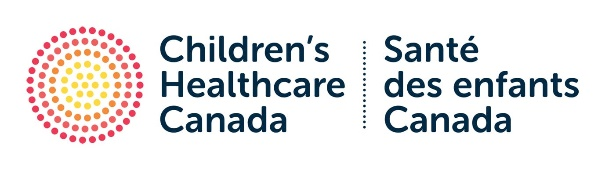 Children's
Healthcare
Canada
Santé
des enfants
Canada